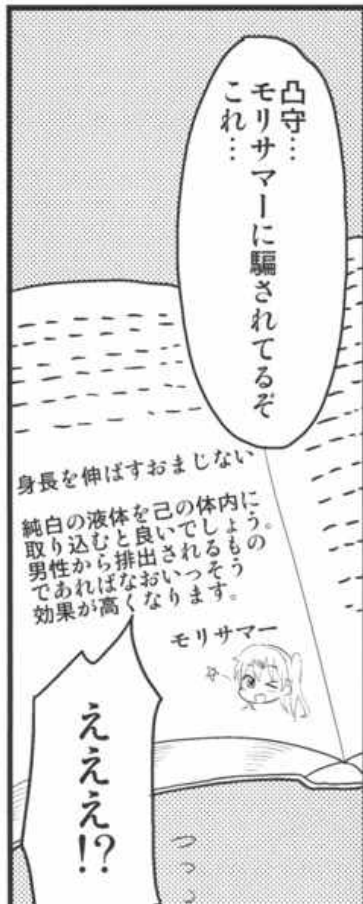 凸守…
モリサマーに騙されてるぞ
これ…
身長を伸ばすおまじない
純白の液体を己の体内に
取り込むと良いでしょう。
男性から排出されるもの
であればなおいっそう
効果が高くなります。
モリサマー
えええ!?